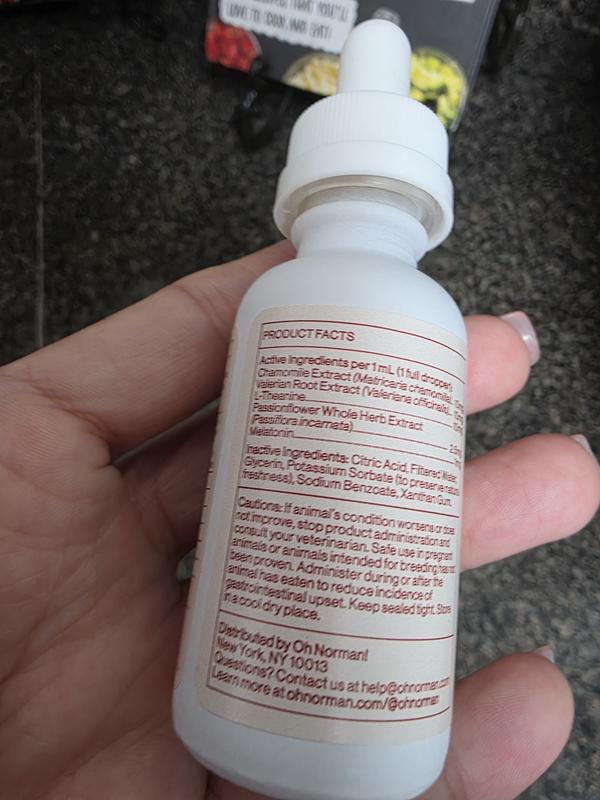 LOVE TO COOK AND EAT!
PRODUCT FACTS
Active Ingredients per 1 mL (1 full dropper):
Chamomile Extract (Matricaria chamomilla)
Valerian Root Extract (Valeriana officinalis)
L-Theanine
Passionflower Whole Herb Extract
(Passiflora incarnata)
Melatonin
Inactive Ingredients: Citric Acid, Filtered Water,
Glycerin, Potassium Sorbate (to preserve natural
freshness), Sodium Benzoate, Xanthan Gum.
Cautions: If animal's condition worsens or does
not improve, stop product administration and
consult your veterinarian. Safe use in pregnant
animals or animals intended for breeding has not
been proven. Administer during or after the
animal has eaten to reduce incidence of
gastrointestinal upset. Keep sealed tight. Store
in a cool dry place.
Distributed by Oh Norman!
New York, NY 10013
Questions? Contact us at help@ohnorman.com
Learn more at ohnorman.com/@ohnorman